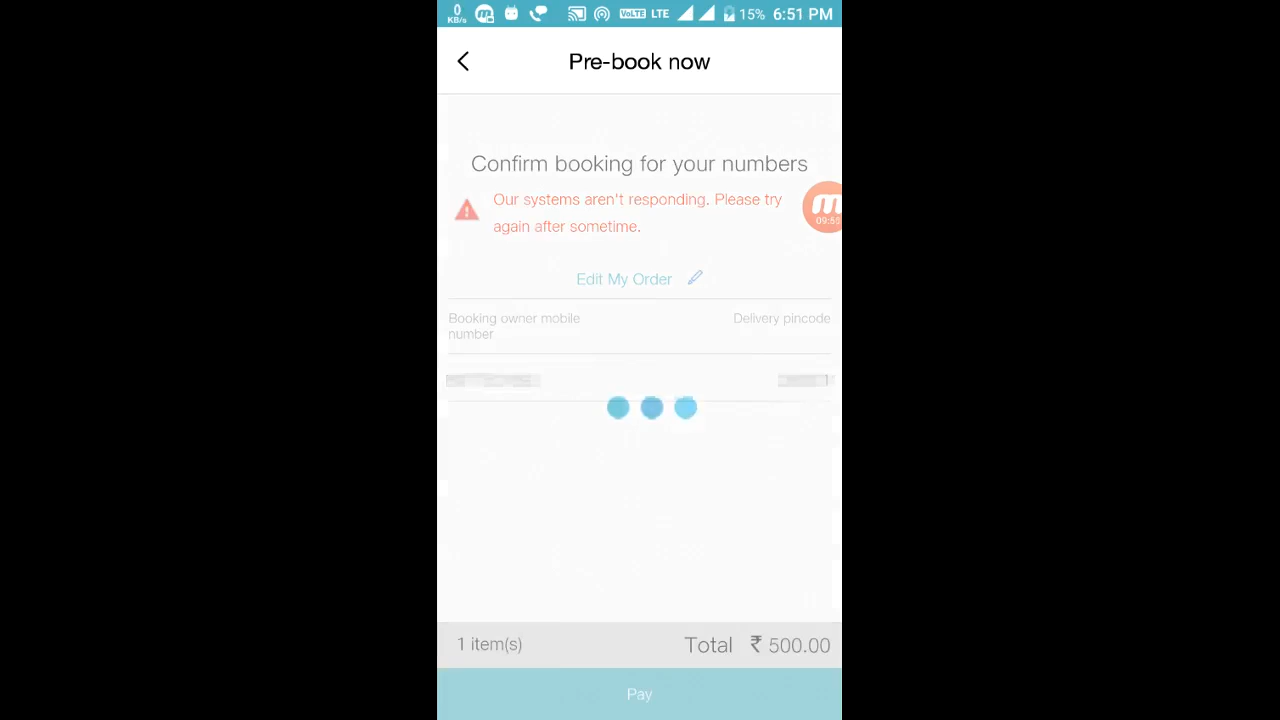 0
KB/s
VoLTE LTE 15% 6:51 PM
Pre-book now
Confirm booking for your numbers
Our systems aren't responding. Please try
again after sometime.
09:55
Edit My Order
Booking owner mobile
number
Delivery pincode
1 item(s)
Total ₹ 500.00
Pay